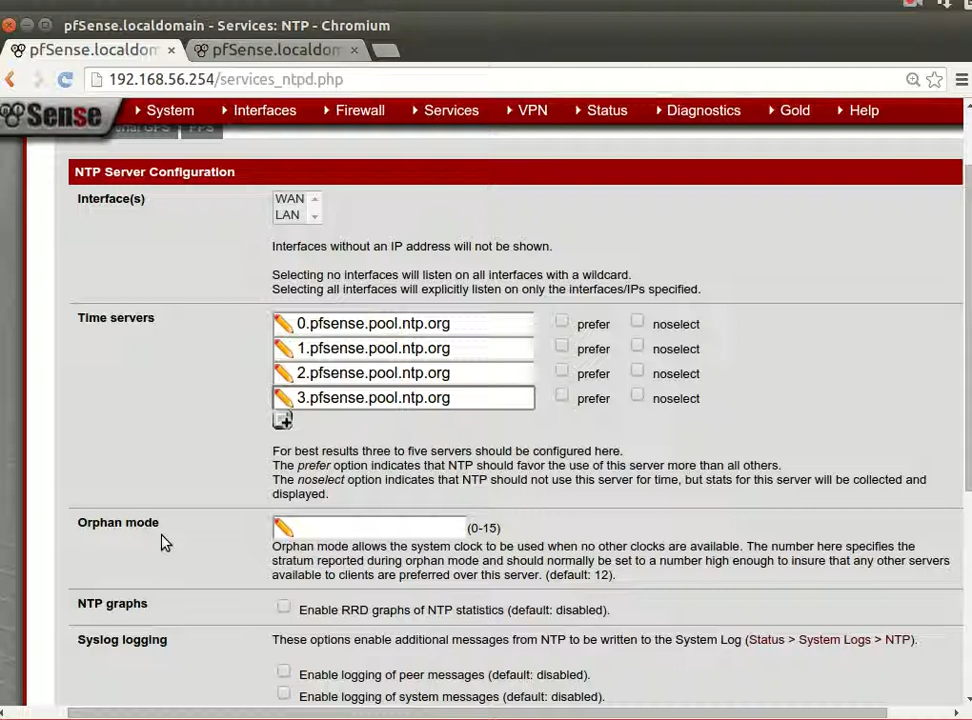 pfSense.localdomain - Services: NTP - Chromium
pfSense.localdom × pfSense.localdom ×
192.168.56.254/services_ntpd.php
Sense System Interfaces Firewall Services VPN Status Diagnostics Gold Help
GPS PPS
NTP Server Configuration
Interface(s)
WAN
LAN
Interfaces without an IP address will not be shown.
Selecting no interfaces will listen on all interfaces with a wildcard.
Selecting all interfaces will explicitly listen on only the interfaces/IPs specified.
Time servers
0.pfsense.pool.ntp.org prefer noselect
1.pfsense.pool.ntp.org prefer noselect
2.pfsense.pool.ntp.org prefer noselect
3.pfsense.pool.ntp.org prefer noselect
For best results three to five servers should be configured here.
The prefer option indicates that NTP should favor the use of this server more than all others.
The noselect option indicates that NTP should not use this server for time, but stats for this server will be collected and
displayed.
Orphan mode
(0-15)
Orphan mode allows the system clock to be used when no other clocks are available. The number here specifies the
stratum reported during orphan mode and should normally be set to a number high enough to insure that any other servers
available to clients are preferred over this server. (default: 12).
NTP graphs
Enable RRD graphs of NTP statistics (default: disabled).
Syslog logging
These options enable additional messages from NTP to be written to the System Log (Status > System Logs > NTP).
Enable logging of peer messages (default: disabled).
Enable logging of system messages (default: disabled).